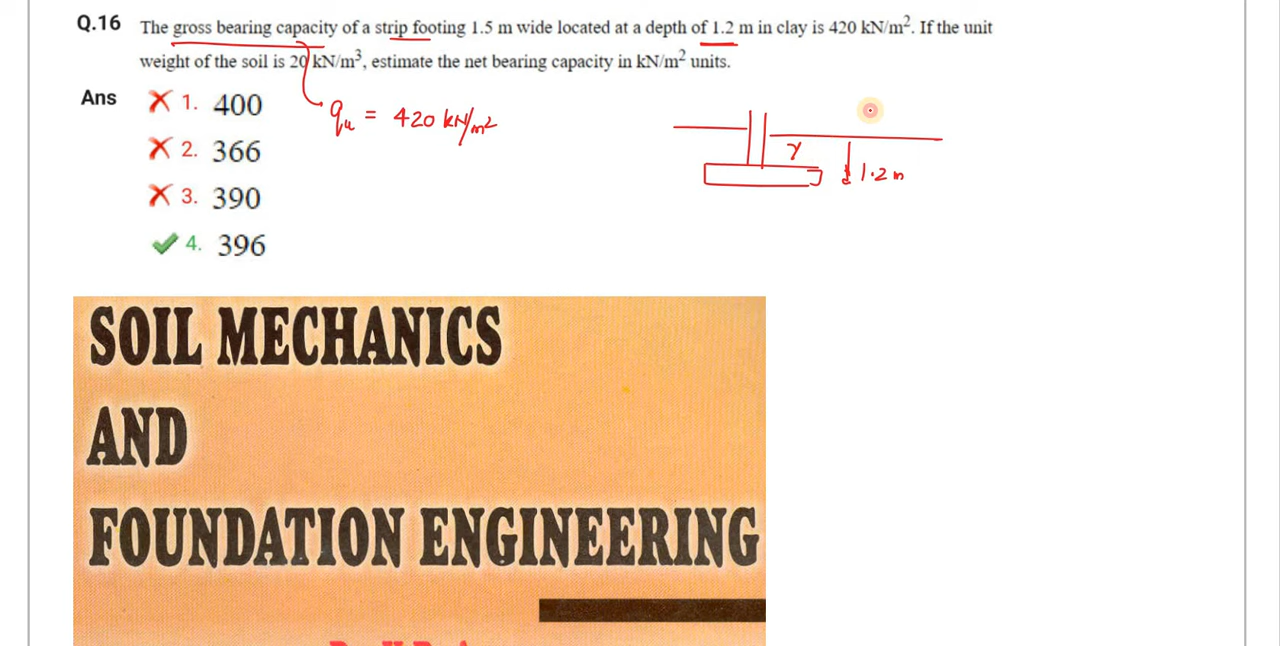 Q.16 The gross bearing capacity of a strip footing 1.5 m wide located at a depth of 1.2 m in clay is 420 kN/m². If the unit
weight of the soil is 20 kN/m³, estimate the net bearing capacity in kN/m² units.
Ans 1. 400
qu = 420 kN/m²
2. 366
γ
1.2 m
3. 390
4. 396
SOIL MECHANICS
AND
FOUNDATION ENGINEERING